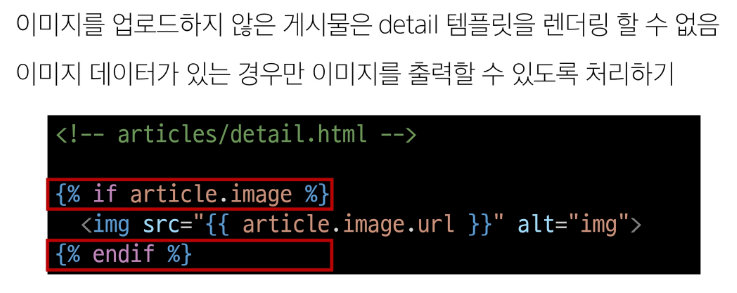 이미지를 업로드하지 않은 게시물은 detail 템플릿을 렌더링 할 수 없음
이미지 데이터가 있는 경우만 이미지를 출력할 수 있도록 처리하기
<!-- articles/detail.html -->
{% if article.image %}
<img src="{{ article.image.url }}" alt="img">
{% endif %}